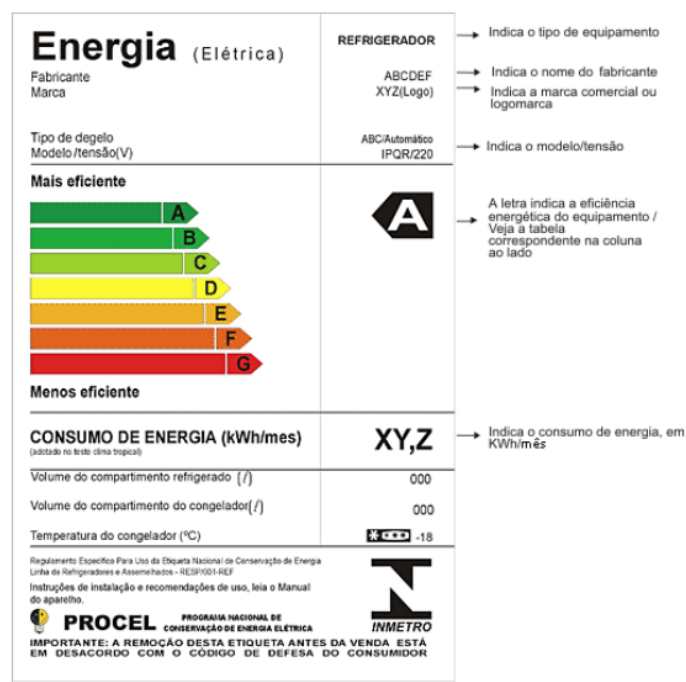 Energia (Elétrica)
REFRIGERADOR
Indica o tipo de equipamento
Fabricante
ABCDEF
Indica o nome do fabricante
Marca
XYZ(Logo)
Indica a marca comercial ou
logomarca
Tipo de degelo
ABC/Automático
Modelo/tensão(V)
IPQR/220
Indica o modelo/tensão
Mais eficiente
A
B
C
D
E
F
G
Menos eficiente
A
A letra indica a eficiência
energética do equipamento /
Veja a tabela
correspondente na coluna
ao lado
CONSUMO DE ENERGIA (kWh/mes)
(adotado no teste clima tropical)
XY,Z
Indica o consumo de energia, em
KWh/mês
Volume do compartimento refrigerado (ℓ)
000
Volume do compartimento do congelador(ℓ)
000
Temperatura do congelador (ºC)
-18
Regulamento Específico Para Uso da Etiqueta Nacional de Conservação de Energia
Linha de Refrigeradores e Assemelhados - RESP/001-REF
Instruções de instalação e recomendações de uso, leia o Manual
do aparelho.
PROCEL
PROGRAMA NACIONAL DE
CONSERVAÇÃO DE ENERGIA ELÉTRICA
INMETRO
IMPORTANTE: A REMOÇÃO DESTA ETIQUETA ANTES DA VENDA ESTÁ
EM DESACORDO COM O CÓDIGO DE DEFESA DO CONSUMIDOR